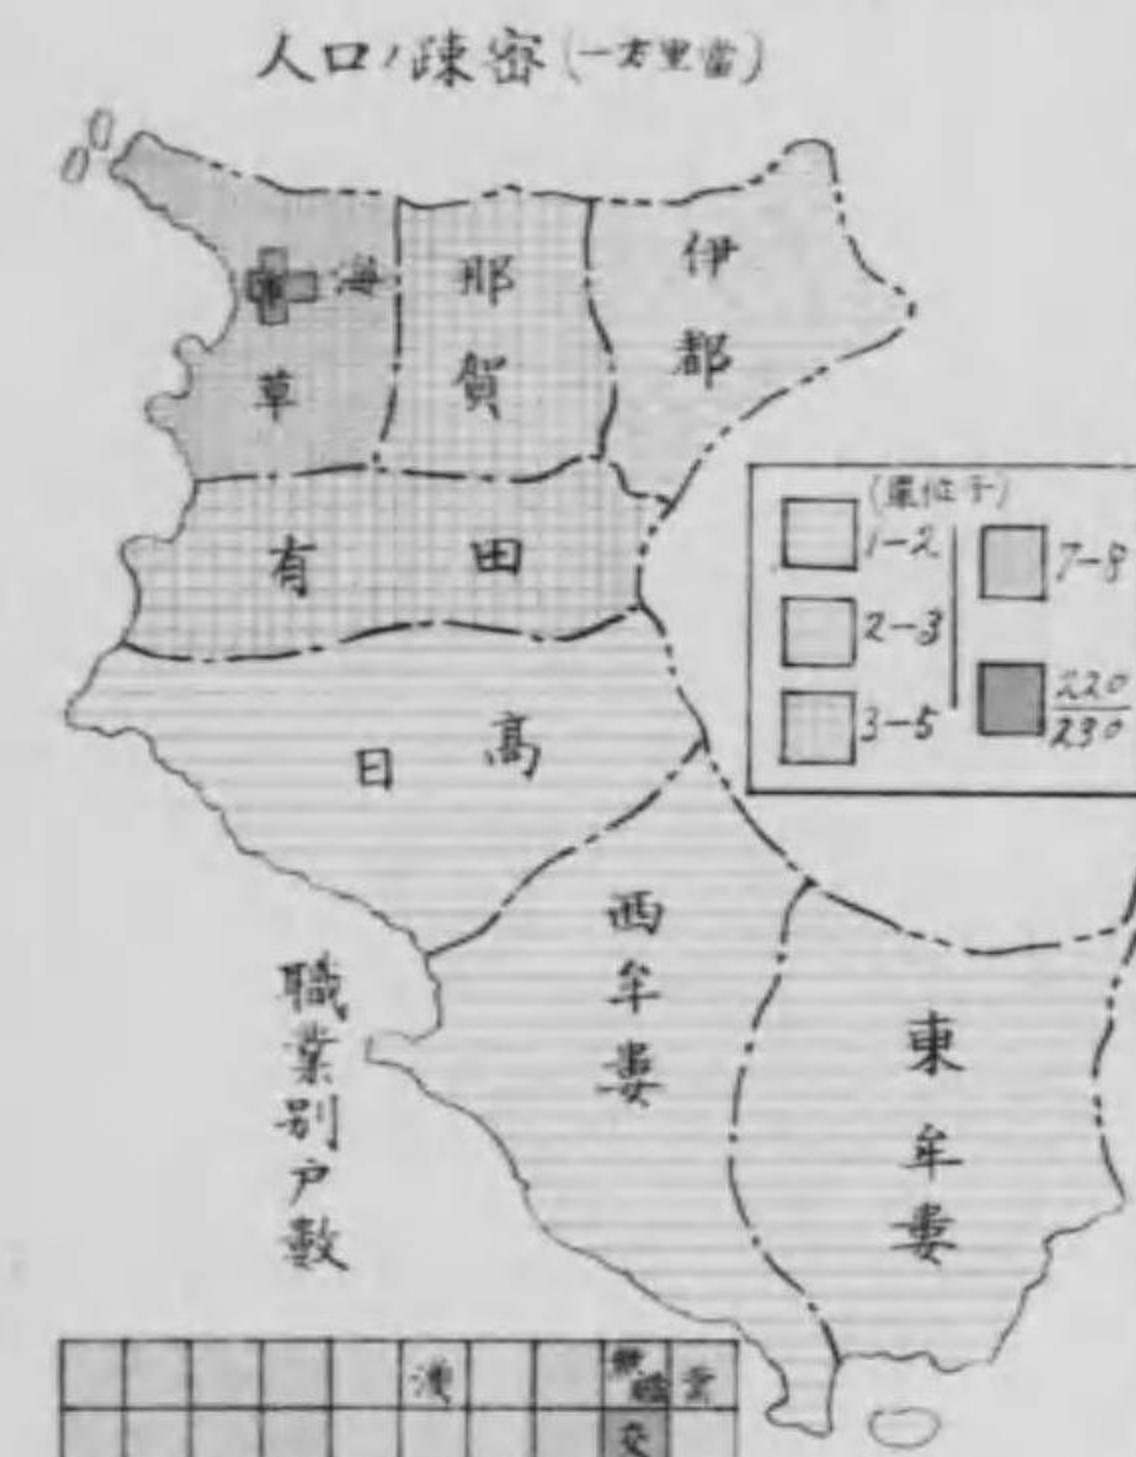 人口ノ疎密(一方里當)
海
草
那
賀
伊
都
有田
日高
西
牟
婁
東
牟
婁
(單位千)
1-2
2-3
3-5
7-8
220
230
職
業
別
戸
數
交